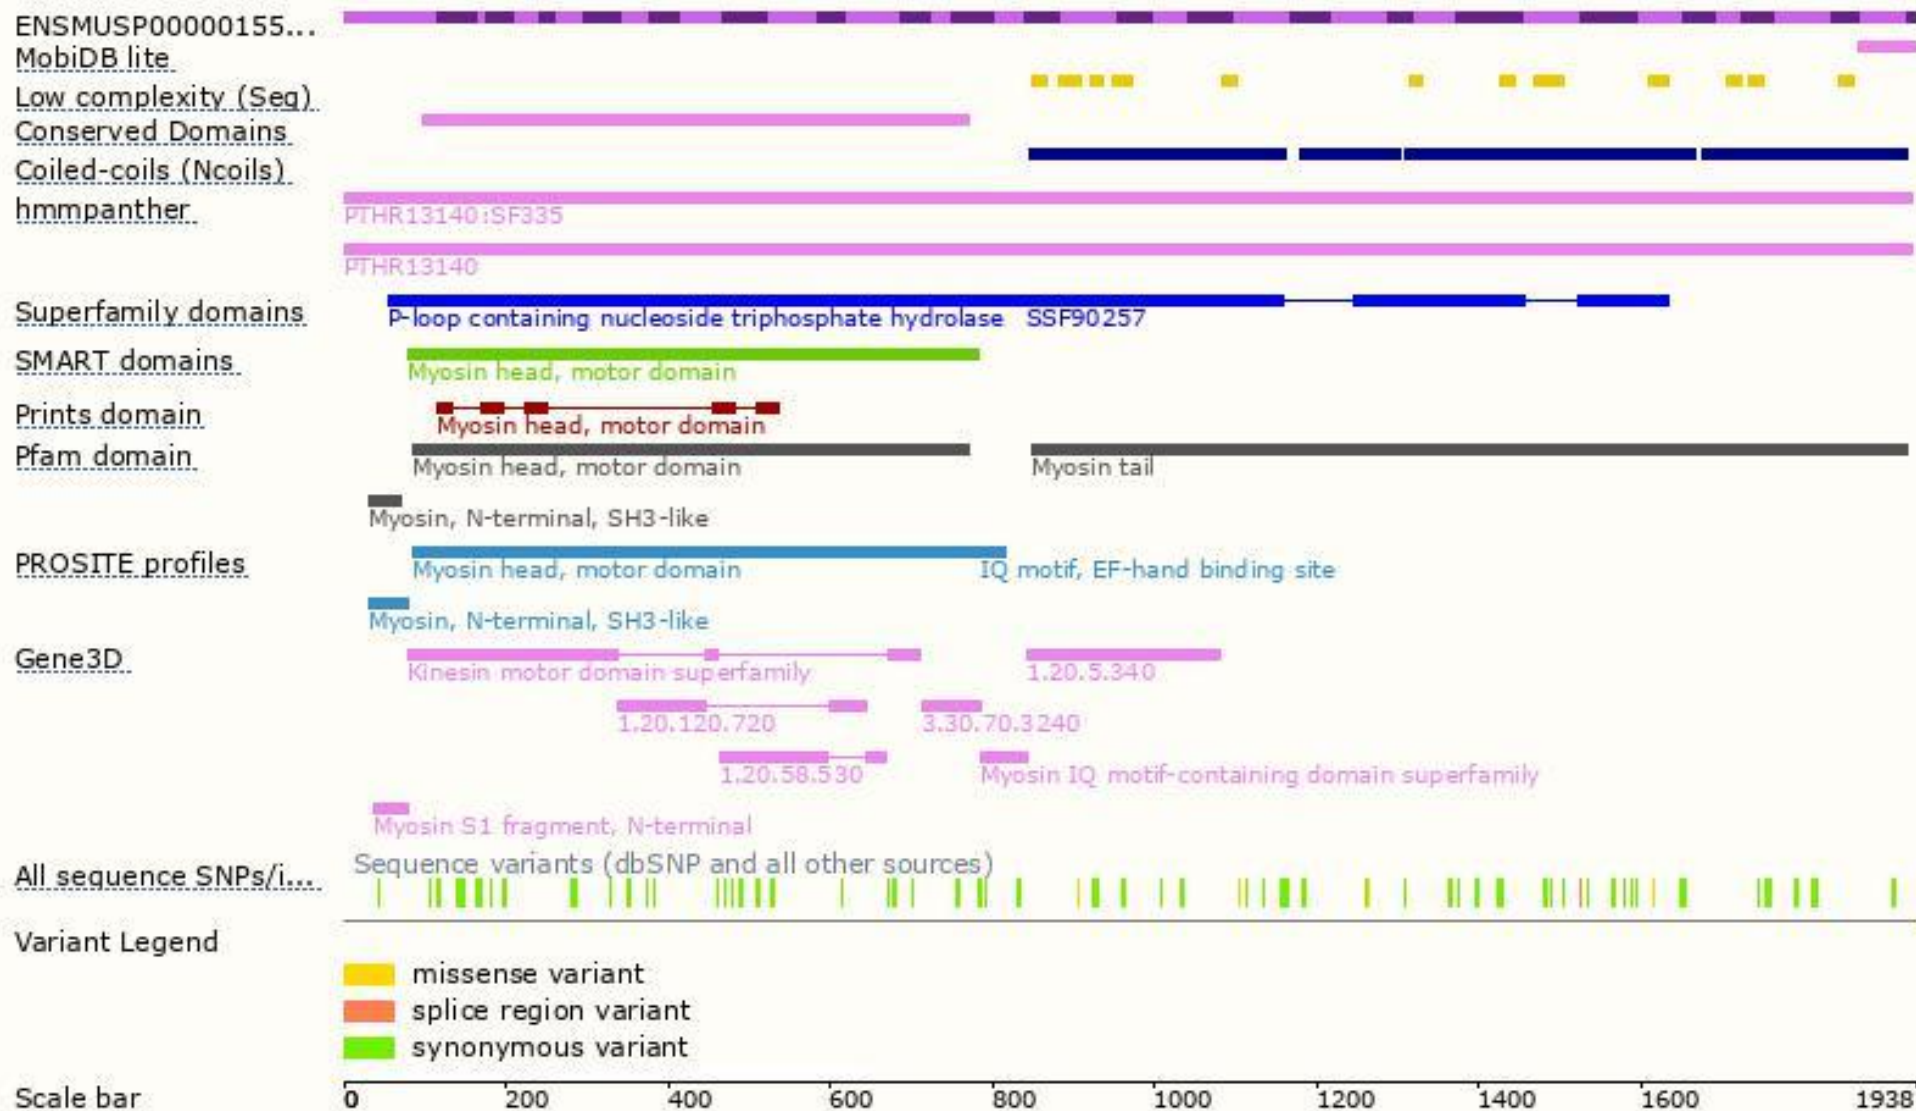 ENSMUSP00000155...
MobiDB lite
Low complexity (Seg)
Conserved Domains
Coiled-coils (Ncoils)
hmmpanther
PTHR13140:SF335
PTHR13140
Superfamily domains
P-loop containing nucleoside triphosphate hydrolase SSF90257
SMART domains
Myosin head, motor domain
Prints domain
Myosin head, motor domain
Pfam domain
Myosin head, motor domain Myosin tail
Myosin, N-terminal, SH3-like
PROSITE profiles
Myosin head, motor domain IQ motif, EF-hand binding site
Myosin, N-terminal, SH3-like
Gene3D
Kinesin motor domain superfamily 1.20.5.340
1.20.120.720 3.30.70.3240
1.20.58.530 Myosin IQ motif-containing domain superfamily
Myosin S1 fragment, N-terminal
Sequence variants (dbSNP and all other sources)
All sequence SNPs/i...
Variant Legend
missense variant
splice region variant
synonymous variant
Scale bar 0 200 400 600 800 1000 1200 1400 1600 1938